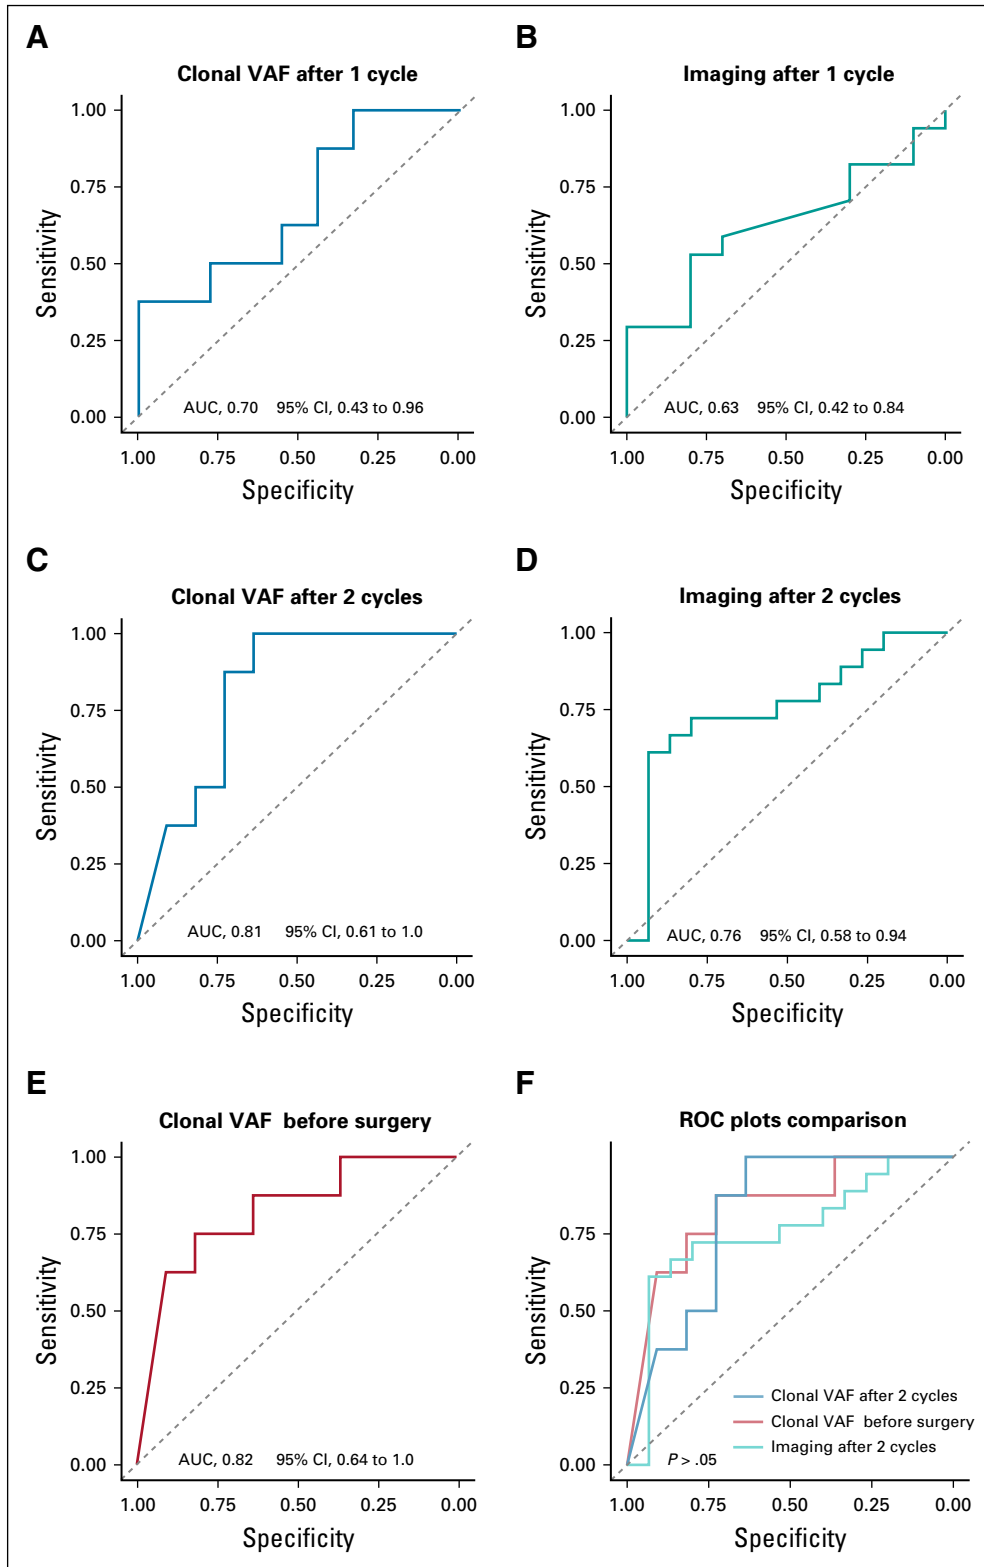 A
Clonal VAF after 1 cycle
1.00
0.75
0.50
0.25
0.00
Sensitivity
AUC, 0.70 95% CI, 0.43 to 0.96
1.00 0.75 0.50 0.25 0.00
Specificity
B
Imaging after 1 cycle
1.00
0.75
0.50
0.25
0.00
Sensitivity
AUC, 0.63 95% CI, 0.42 to 0.84
1.00 0.75 0.50 0.25 0.00
Specificity
C
Clonal VAF after 2 cycles
1.00
0.75
0.50
0.25
0.00
Sensitivity
AUC, 0.81 95% CI, 0.61 to 1.0
1.00 0.75 0.50 0.25 0.00
Specificity
D
Imaging after 2 cycles
1.00
0.75
0.50
0.25
0.00
Sensitivity
AUC, 0.76 95% CI, 0.58 to 0.94
1.00 0.75 0.50 0.25 0.00
Specificity
E
Clonal VAF before surgery
1.00
0.75
0.50
0.25
0.00
Sensitivity
AUC, 0.82 95% CI, 0.64 to 1.0
1.00 0.75 0.50 0.25 0.00
Specificity
F
ROC plots comparison
1.00
0.75
0.50
0.25
0.00
Sensitivity
Clonal VAF after 2 cycles
Clonal VAF before surgery
Imaging after 2 cycles
P > .05
1.00 0.75 0.50 0.25 0.00
Specificity